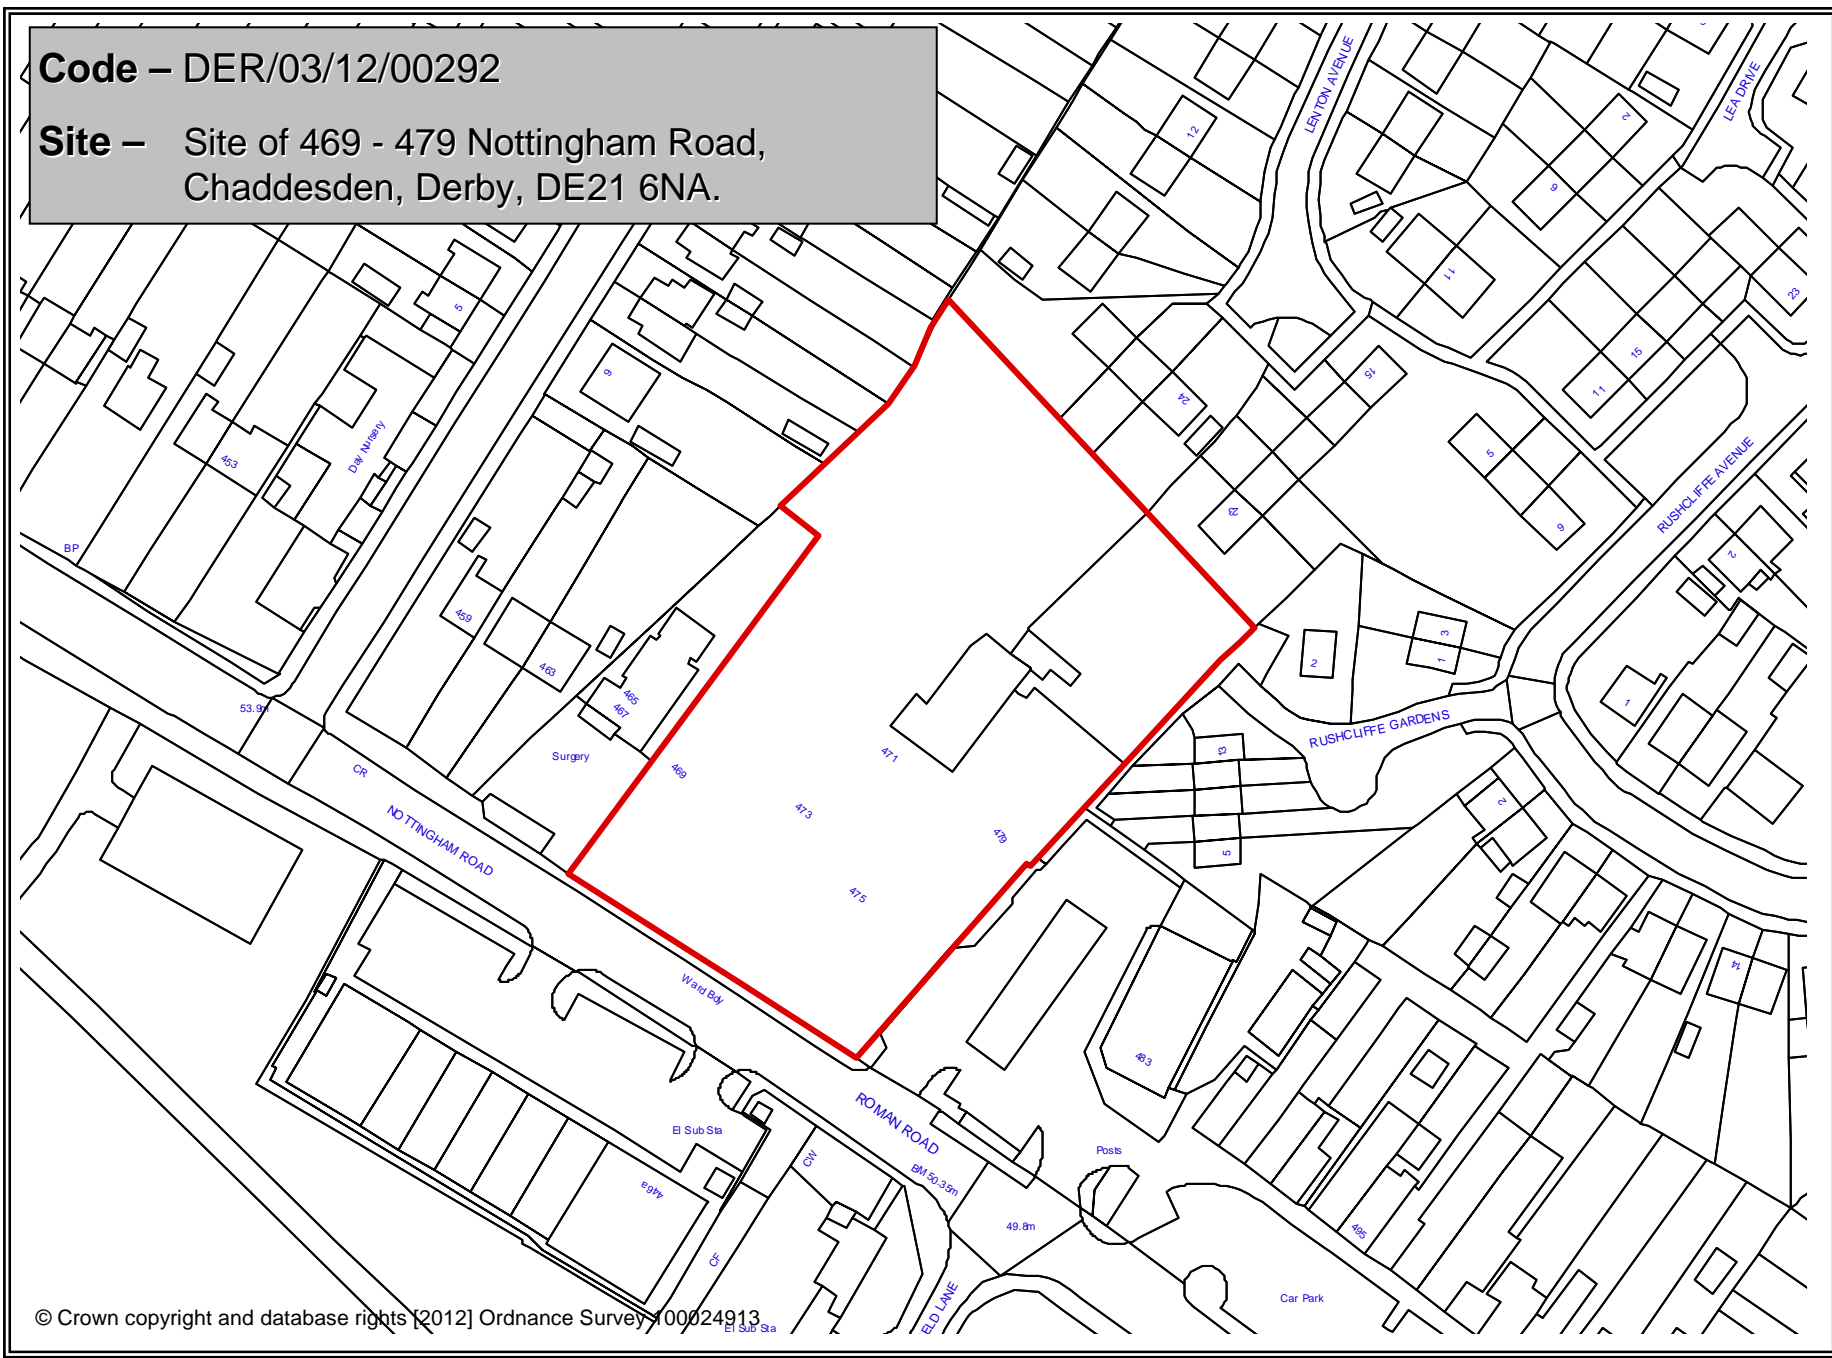 Code – DER/03/12/00292
Site – Site of 469 - 479 Nottingham Road,
Chaddesden, Derby, DE21 6NA.
LENTON AVENUE
LEA DRIVE
12
2
6
11
23
5
15
11
6
24
15
5
9
453
Day Nursery
42
RUSHCLIFFE AVENUE
2
BP
459
463
465
467
2
3
1
1
53.9m
Surgery
RUSHCLIFFE GARDENS
CR
469
471
13
NOTTINGHAM ROAD
473
479
2
5
475
14
Ward Bdy
483
ROMAN ROAD
El Sub Sta
CW
BM 50.35m
Posts
446a
49.8m
495
CF
Car Park
ELD LANE
El Sub Sta
© Crown copyright and database rights [2012] Ordnance Survey 100024913